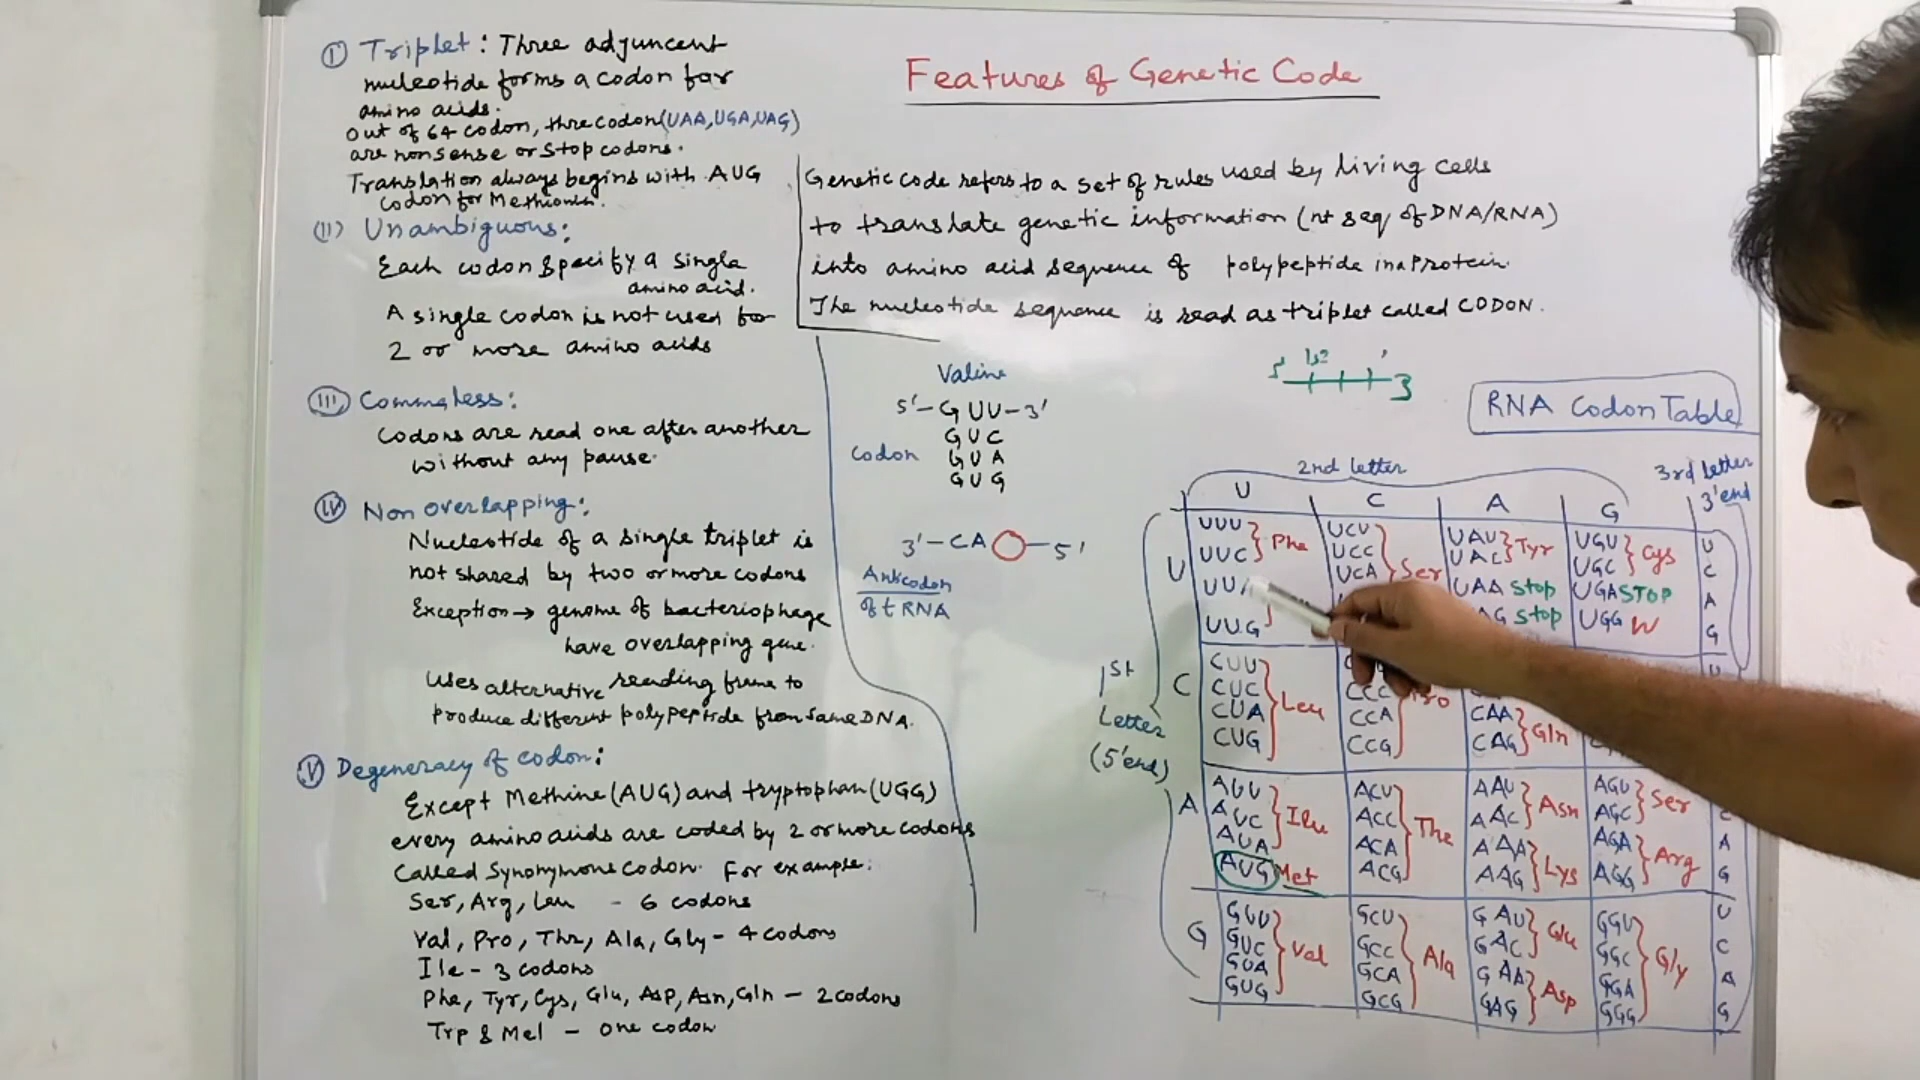 Features of Genetic Code
I) Triplet: Three adjuncent
nucleotide forms a codon for
amino acids.
Out of 64 codon, thre codon (UAA, UGA, UAG)
are nonsense or stop codons.
Translation always begins with AUG
codon for
II) Unambiguous:
Each codon specify a single
amino acid.
A single codon is not used for
2 or more amino acids
III) Commaless:
Codons are read one after another
without any pause.
IV) Non overlapping:
Nucleotide of a single triplet is
not shared by two or more codons
Exception → genome of bacteriophage
have overlapping gene.
Uses alternative reading frame to
produce different polypeptide from same DNA.
V) Degeneracy of codon:
Except Methine (AUG) and tryptophan (UGG)
every amino acids are coded by 2 or more codons
called Synonymous codon. For example:
Ser, Arg, Leu - 6 codons
Val, Pro, Thr, Ala, Gly - 4 codons
Ile - 3 codons
Phe, Tyr, Cys, Glu, Asp, Asn, Gln - 2 codons
Trp & Mel - One codon
Genetic code refers to a set of rules used by living cells
to translate genetic information (nt seq of DNA/RNA)
into amino acid sequence of polypeptide in a protein.
The nucleotide sequence is read as triplet called CODON.
Valine
5'-GUU-3'
GUC
Codon GUA
GUG
3'-CA -5'
Anticodon
of tRNA
5' 3
RNA Codon Table
2nd letter
3rd letter
3' end
U C A G
1st
Letter
(5' end)
U
UUU UUC Phe
UU
UUG
UCU UCC UCA Ser
UAU UAC Tyr
UAA Stop
AG Stop
UGU UGC Cys
UGA STOP
UGG W
U C A G
C
CUU CUC CUA CUG Leu
CCC CCA CCG ro
CAA CAG Gln
U
A
AUC AUA Ileu
AUG Met
ACU ACC ACA ACG The
AAU AAC Asn
AAA AAG Lys
AGU AGC Ser
AGA AGG Arg
C A G
G
GUU GUC GUA GUG Val
GCU GCC GCA GCG Ala
GAU GAC Glu
GAA GAG Asp
GGU GGC GGA GGG Gly
U C A G